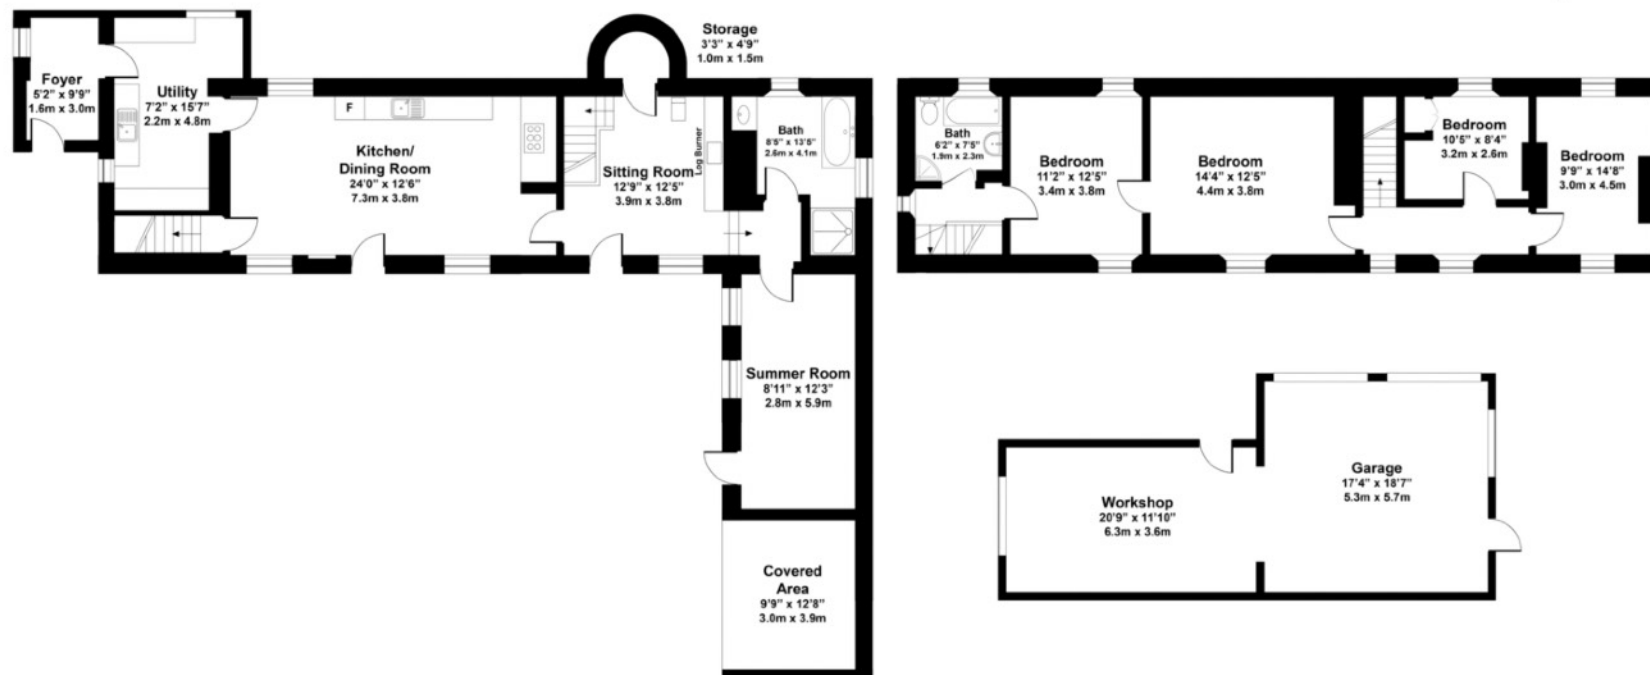 Storage
3'3" x 4'9"
1.0m x 1.5m
Foyer
5'2" x 9'9"
1.6m x 3.0m
Utility
7'2" x 15'7"
2.2m x 4.8m
F
Kitchen/
Dining Room
24'0" x 12'6"
7.3m x 3.8m
Sitting Room
12'9" x 12'5"
3.9m x 3.8m
Log Burner
Bath
8'5" x 13'5"
2.6m x 4.1m
Summer Room
8'11" x 12'3"
2.8m x 5.9m
Covered
Area
9'9" x 12'8"
3.0m x 3.9m
Bath
6'2" x 7'5"
1.9m x 2.3m
Bedroom
11'2" x 12'5"
3.4m x 3.8m
Bedroom
14'4" x 12'5"
4.4m x 3.8m
Bedroom
10'5" x 8'4"
3.2m x 2.6m
Bedroom
9'9" x 14'8"
3.0m x 4.5m
Workshop
20'9" x 11'10"
6.3m x 3.6m
Garage
17'4" x 18'7"
5.3m x 5.7m